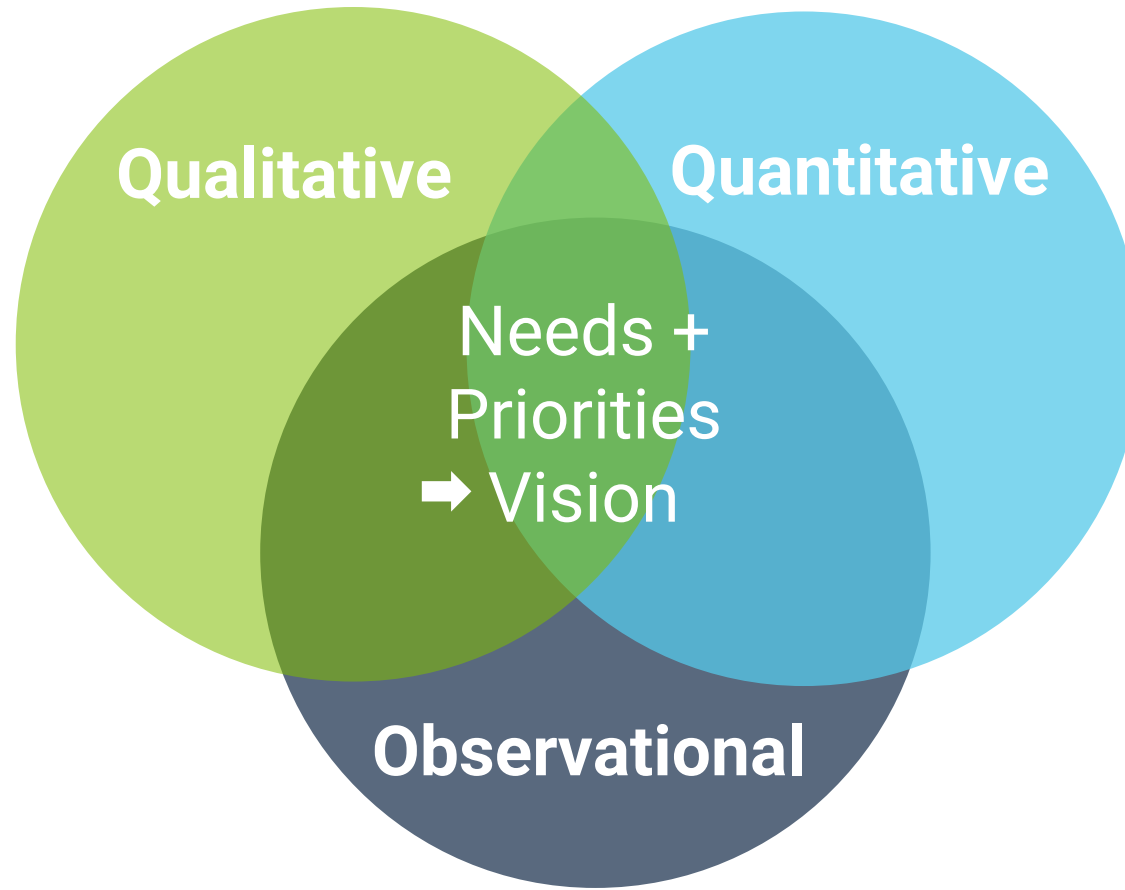 Qualitative
Quantitative
Needs +
Priorities
➡ Vision
Observational